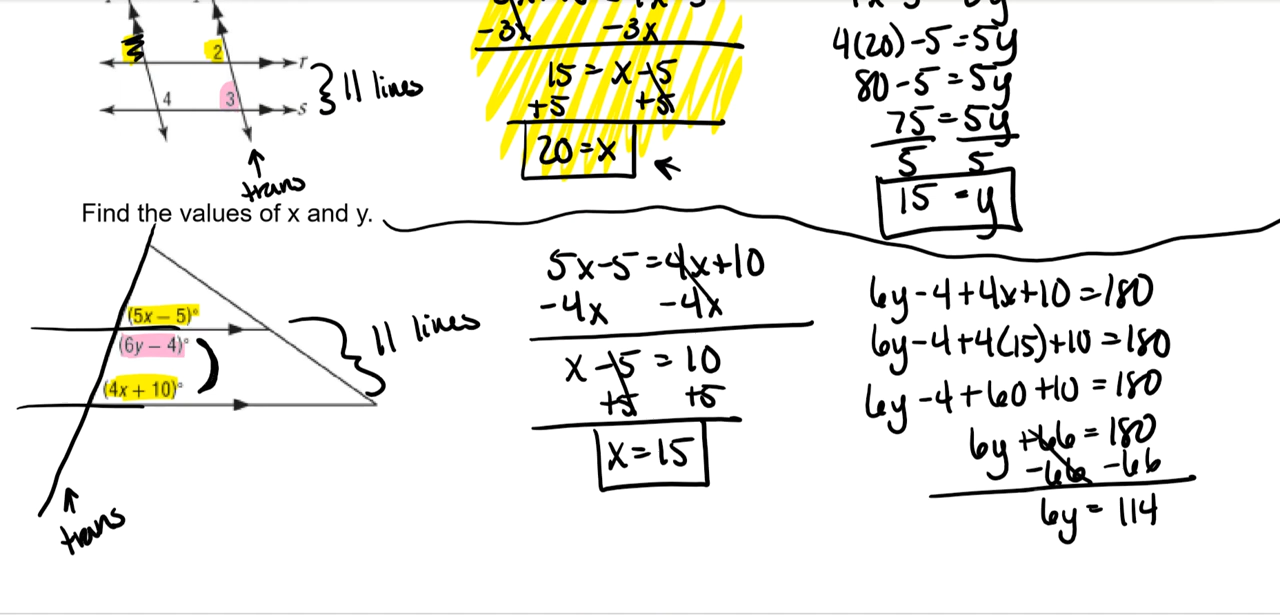 -3x -3x
15 = x-5
+5 +5
20=x
4(20)-5=5y
80-5=5y
75=5y
5 5
15 = y
2
r
4
3
s
|| lines
trans
Find the values of x and y.
(5x – 5)°
(6y – 4)°
(4x + 10)°
|| lines
trans
5x-5=4x+10
-4x -4x
x-5 = 10
+5 +5
x=15
6y-4+4x+10=180
6y-4+4(15)+10=180
6y-4+60+10=180
6y+66=180
-66 -66
6y= 114